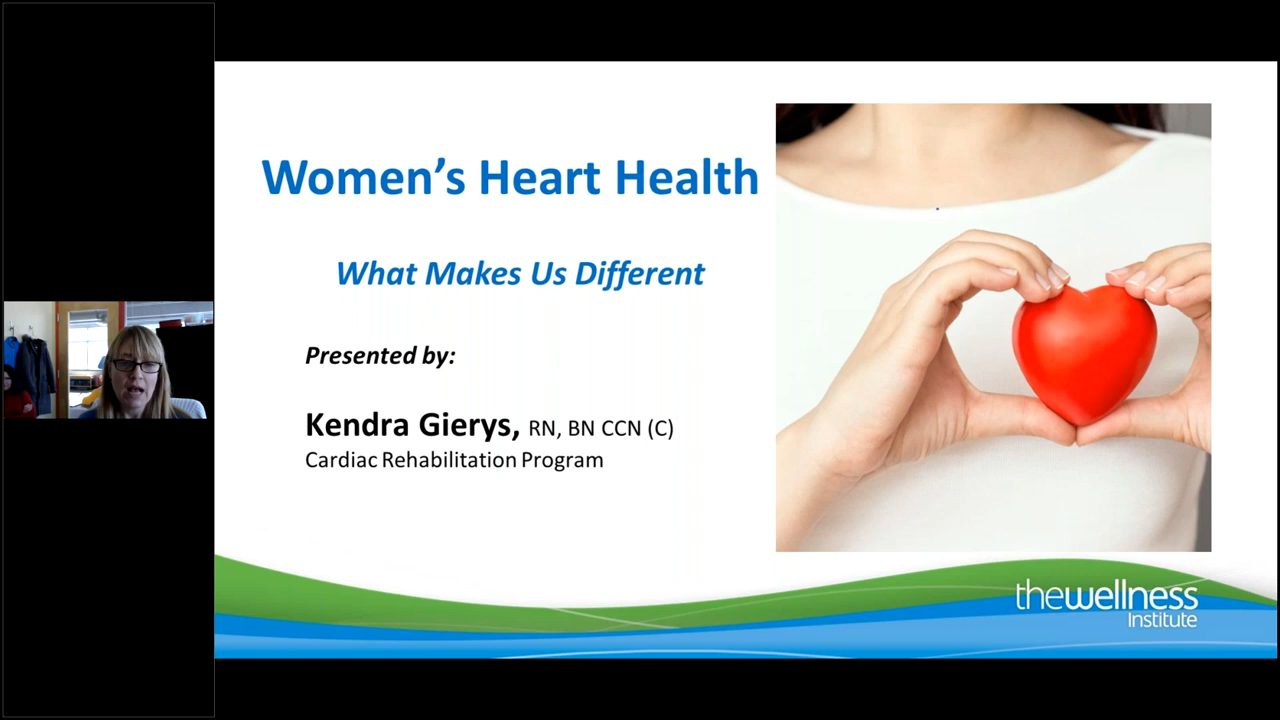 Women’s Heart Health
What Makes Us Different
Presented by:
Kendra Gierys, RN, BN CCN (C)
Cardiac Rehabilitation Program
thewellness
Institute